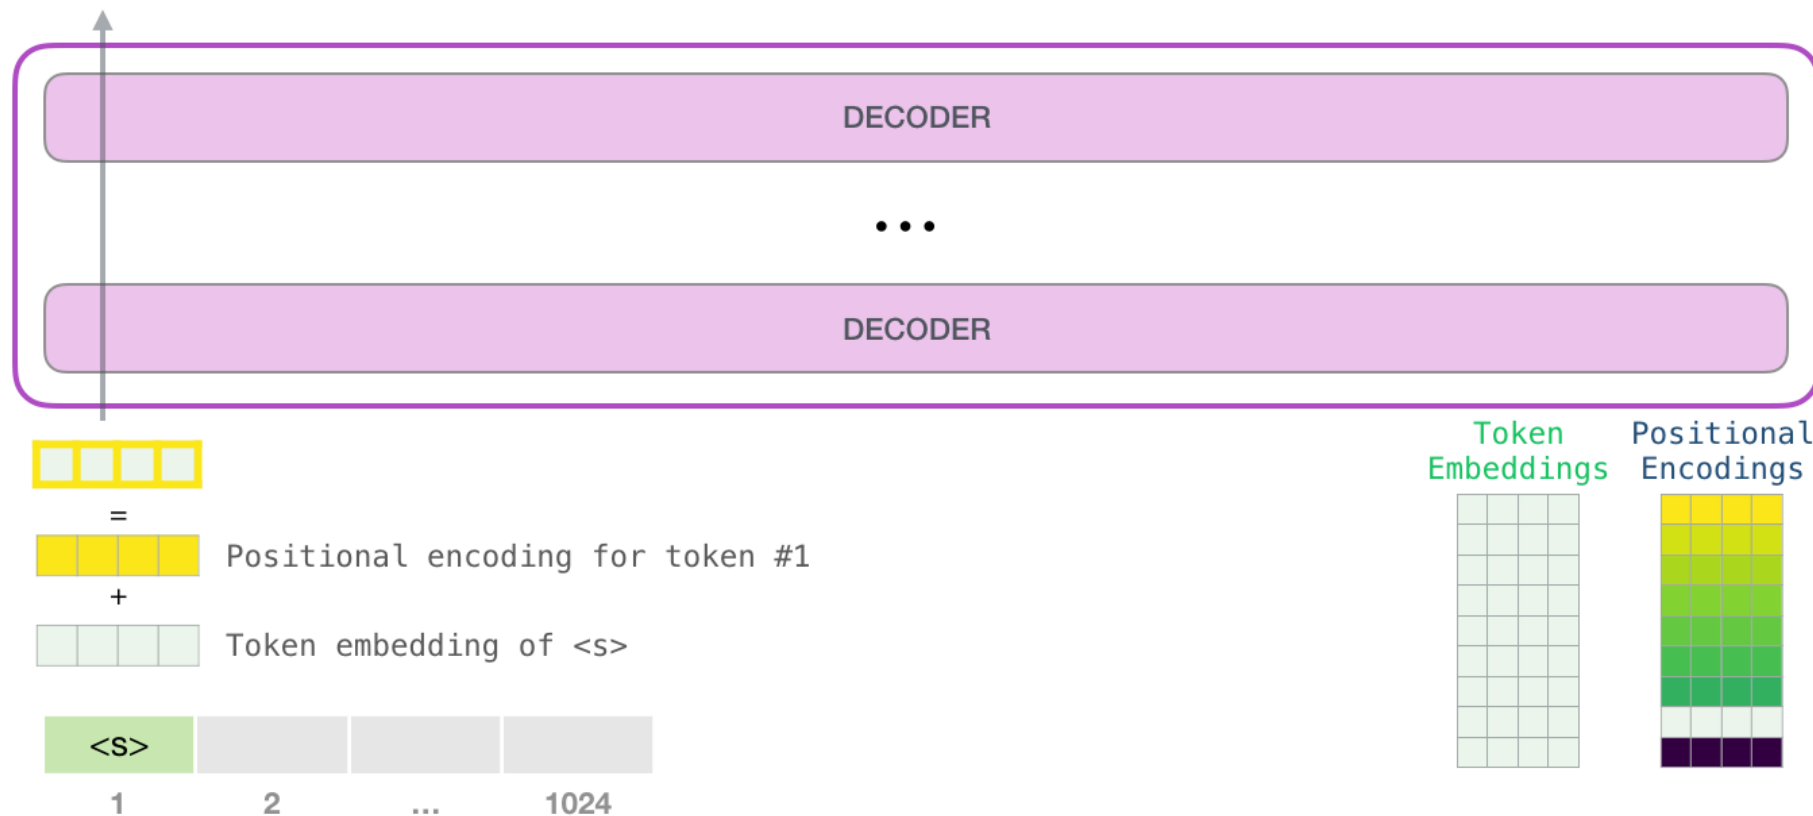 DECODER
...
DECODER
Token
Embeddings
Positional
Encodings
=
Positional encoding for token #1
+
Token embedding of <s>
<s>
1 2 ... 1024